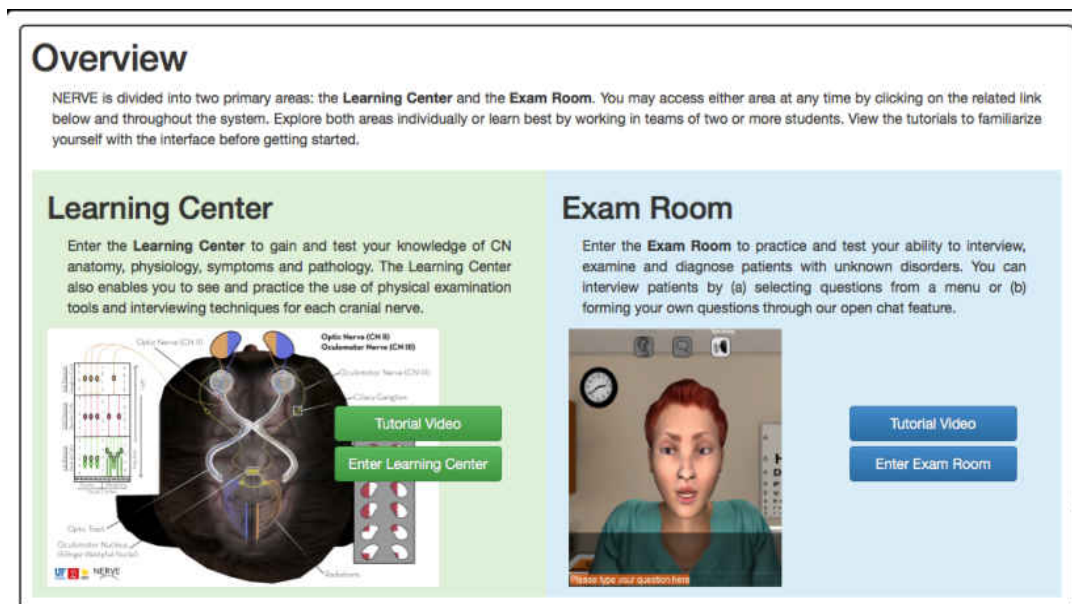 Overview
NERVE is divided into two primary areas: the Learning Center and the Exam Room. You may access either area at any time by clicking on the related link
below and throughout the system. Explore both areas individually or learn best by working in teams of two or more students. View the tutorials to familiarize
yourself with the interface before getting started.
Learning Center
Enter the Learning Center to gain and test your knowledge of CN
anatomy, physiology, symptoms and pathology. The Learning Center
also enables you to see and practice the use of physical examination
tools and interviewing techniques for each cranial nerve.
Optic Nerve (CN II)
Optic Nerve (CN II)
Oculomotor Nerve (CN III)
Oculomotor Nerve (CN III)
Ciliary Ganglion
Tutorial Video
Enter Learning Center
Optic Tract
Oculomotor Nucleus
(Edinger-Westphal Nuclei)
Radiations
UF
NERVE
Exam Room
Enter the Exam Room to practice and test your ability to interview,
examine and diagnose patients with unknown disorders. You can
interview patients by (a) selecting questions from a menu or (b)
forming your own questions through our open chat feature.
Tutorial Video
Enter Exam Room
Please type your question here